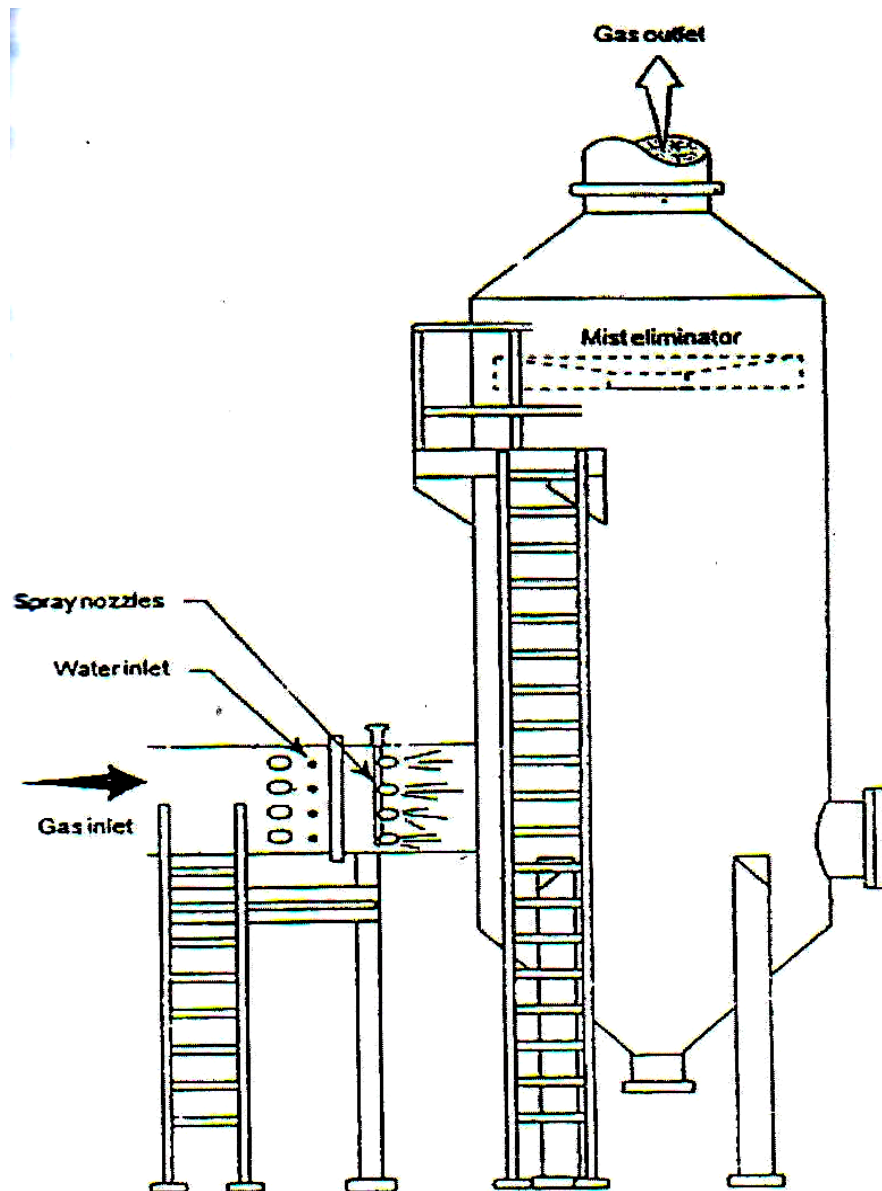 Gas outlet
Mist eliminator
Spray nozzles
Water inlet
Gas inlet